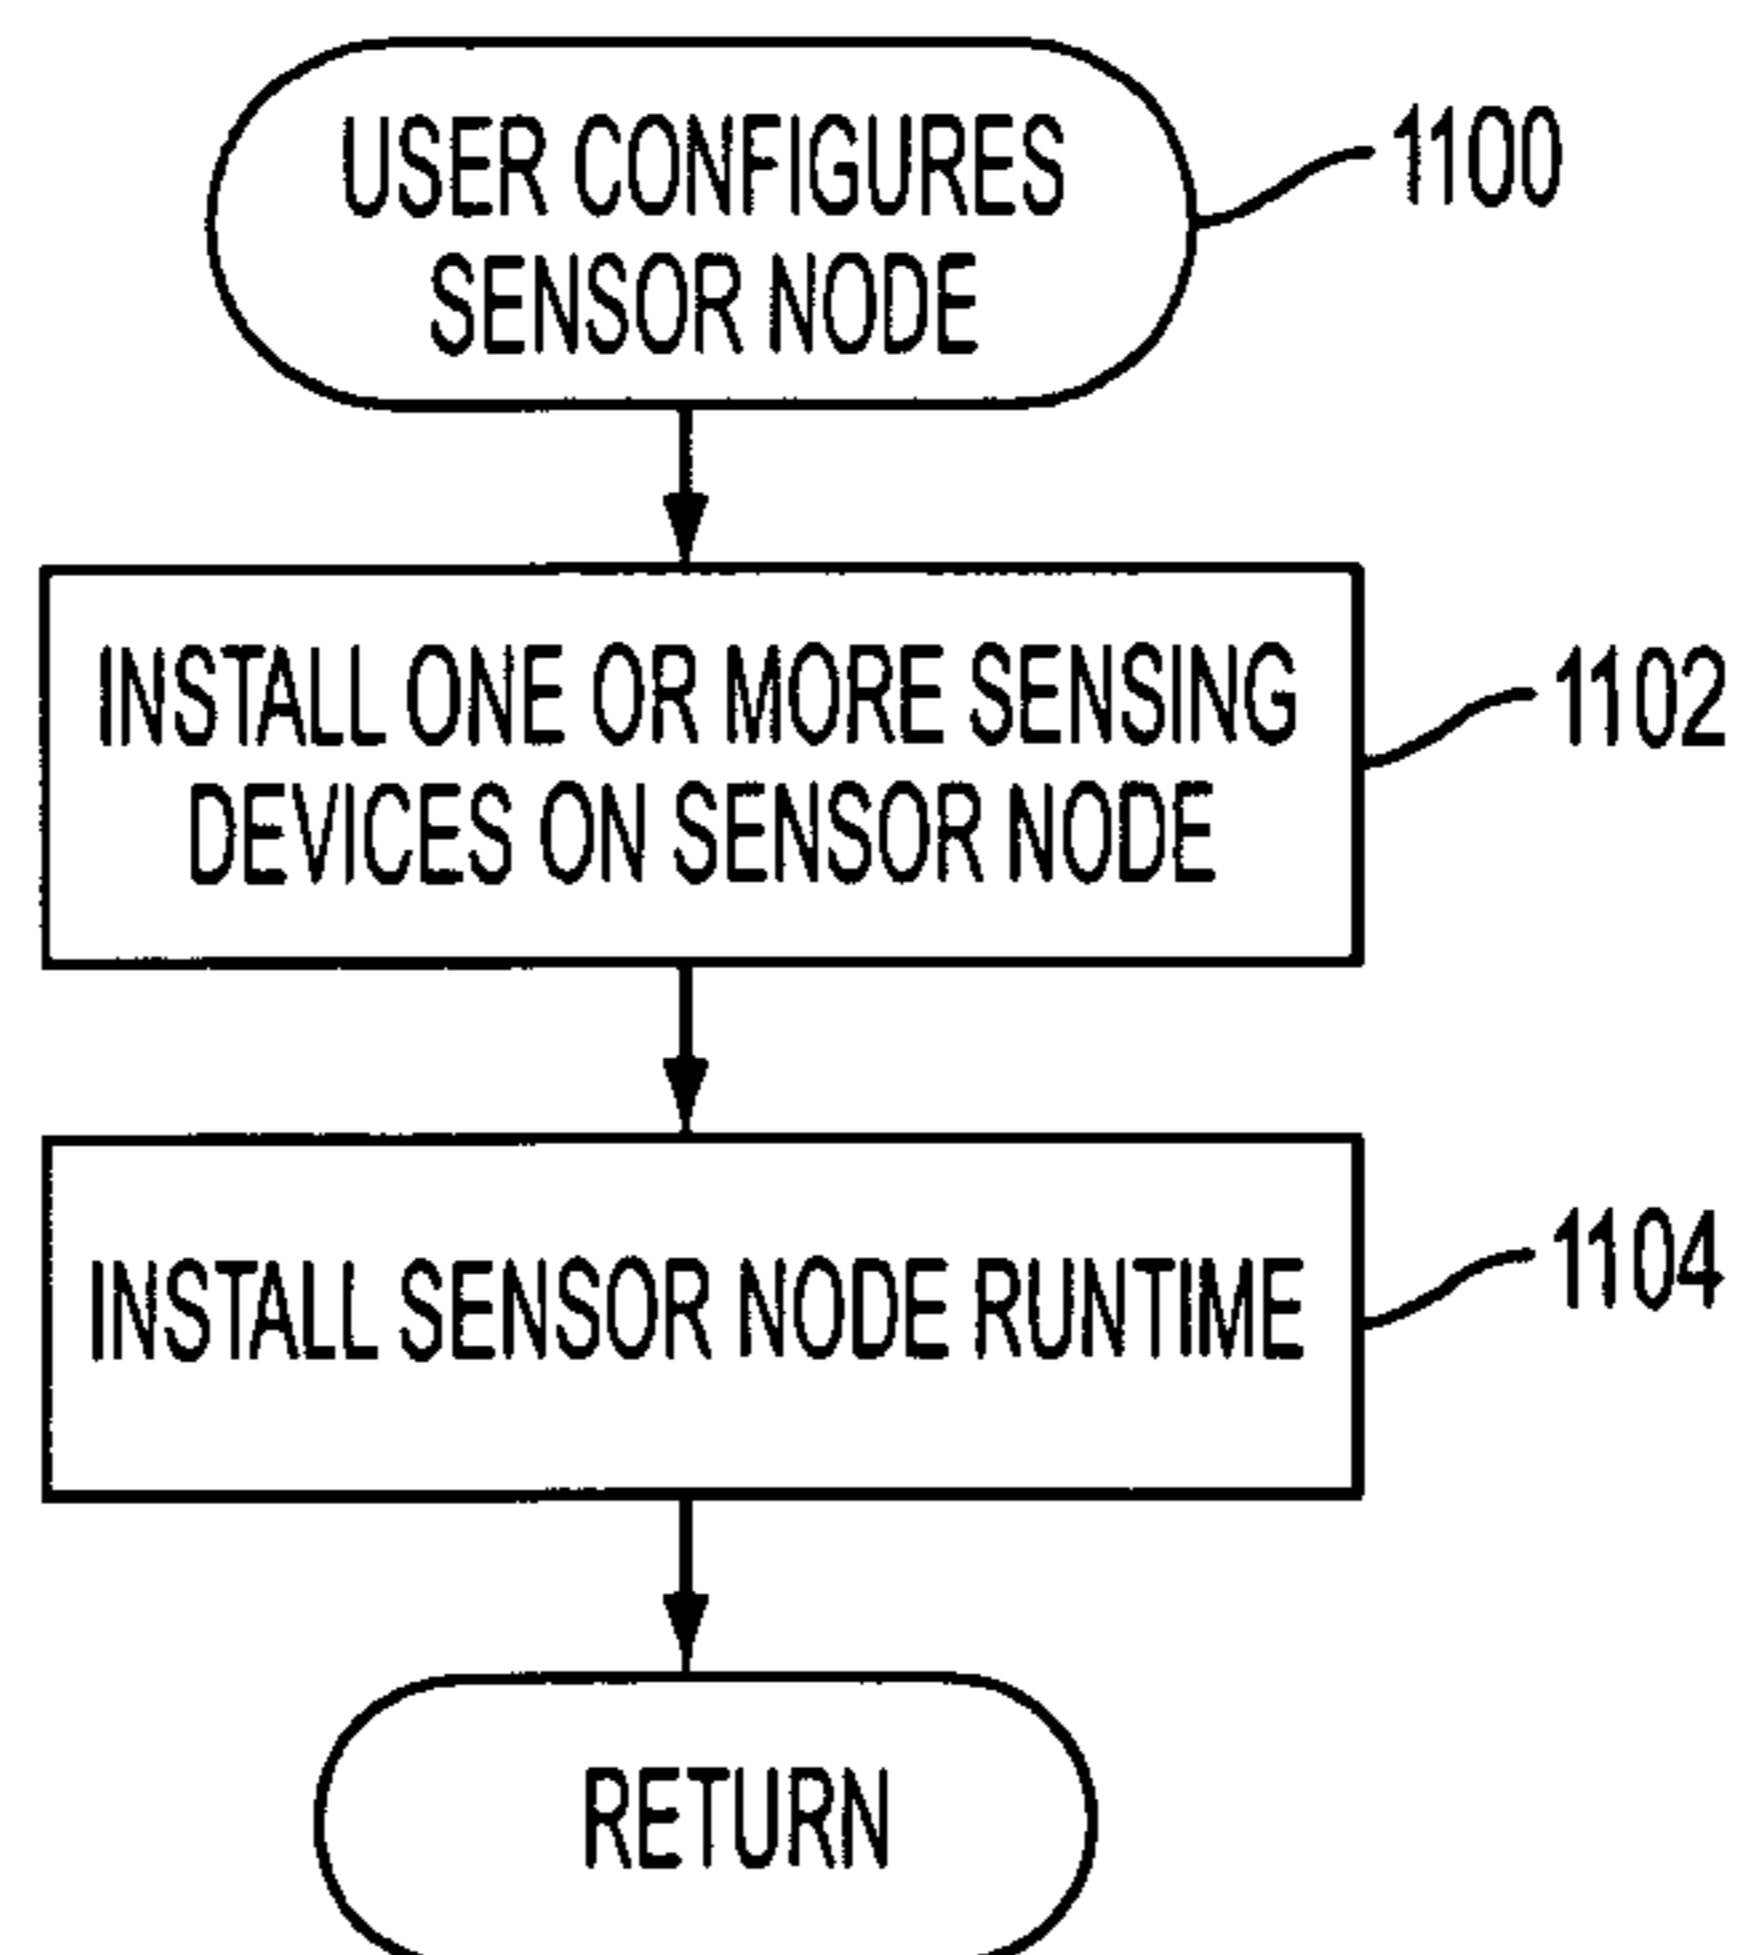 USER CONFIGURES
SENSOR NODE
1100
INSTALL ONE OR MORE SENSING
DEVICES ON SENSOR NODE
1102
INSTALL SENSOR NODE RUNTIME
1104
RETURN